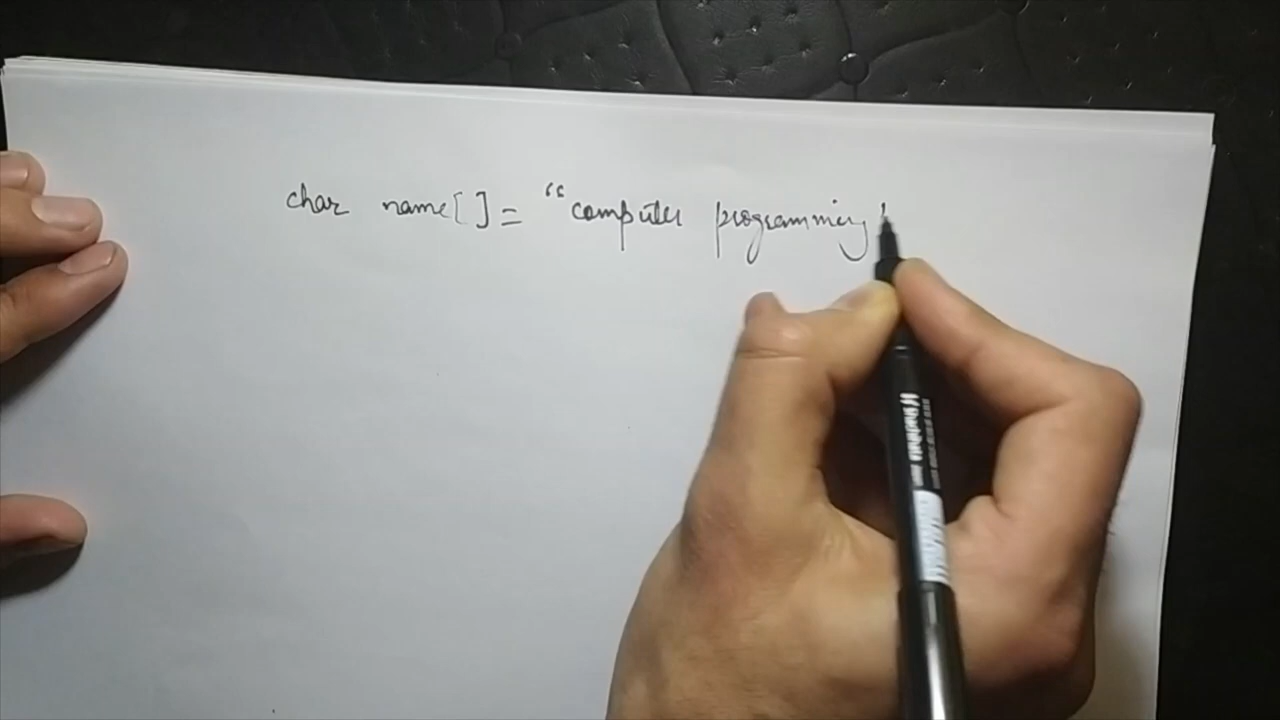 char name[] = “computer programming'